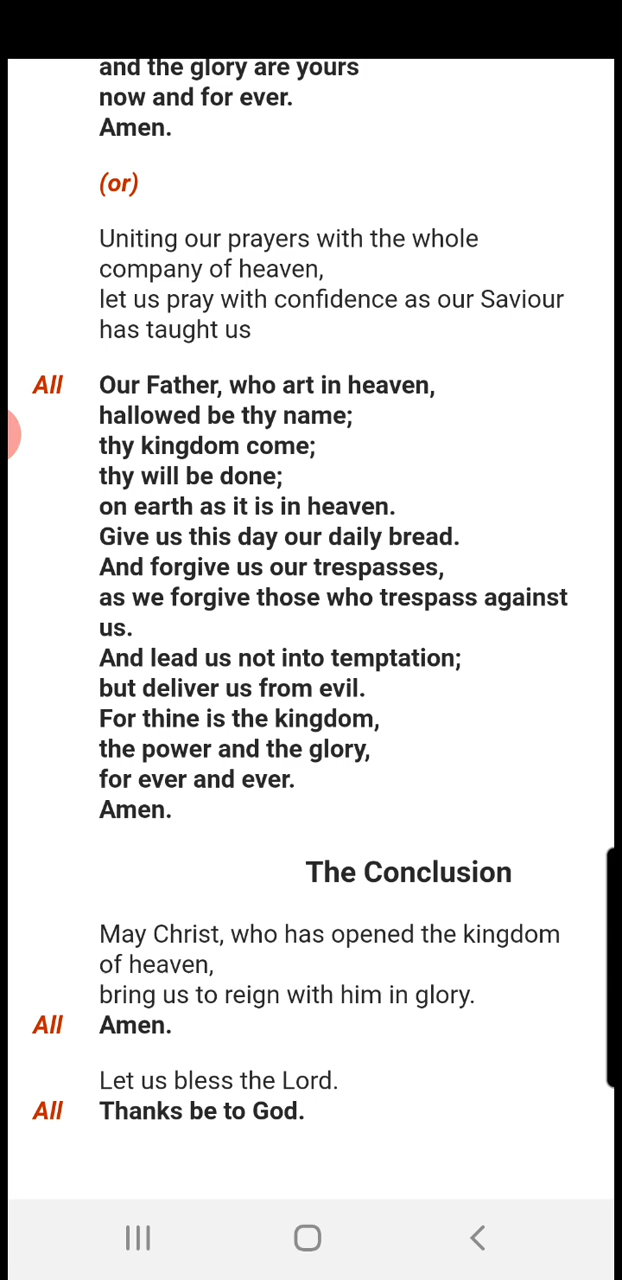 and the glory are yours
now and for ever.
Amen.
(or)
Uniting our prayers with the whole
company of heaven,
let us pray with confidence as our Saviour
has taught us
All Our Father, who art in heaven,
hallowed be thy name;
thy kingdom come;
thy will be done;
on earth as it is in heaven.
Give us this day our daily bread.
And forgive us our trespasses,
as we forgive those who trespass against
us.
And lead us not into temptation;
but deliver us from evil.
For thine is the kingdom,
the power and the glory,
for ever and ever.
Amen.
The Conclusion
May Christ, who has opened the kingdom
of heaven,
bring us to reign with him in glory.
All Amen.
Let us bless the Lord.
All Thanks be to God.